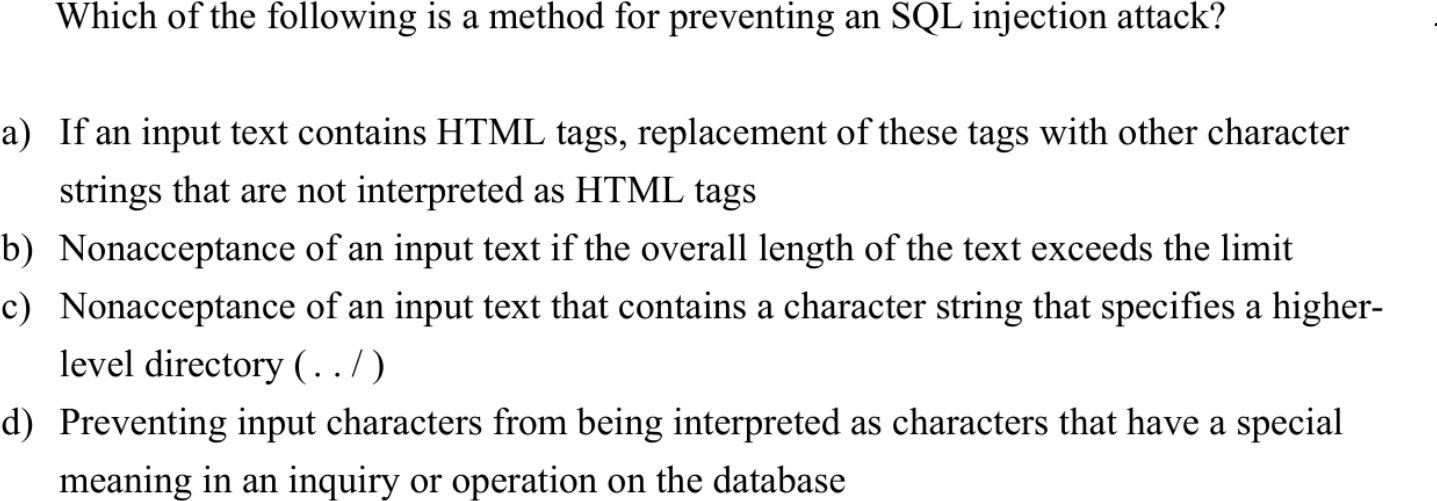 Which of the following is a method for preventing an SQL injection attack?
a) If an input text contains HTML tags, replacement of these tags with other character
strings that are not interpreted as HTML tags
b) Nonacceptance of an input text if the overall length of the text exceeds the limit
c) Nonacceptance of an input text that contains a character string that specifies a higher-
level directory ( . . / )
d) Preventing input characters from being interpreted as characters that have a special
meaning in an inquiry or operation on the database